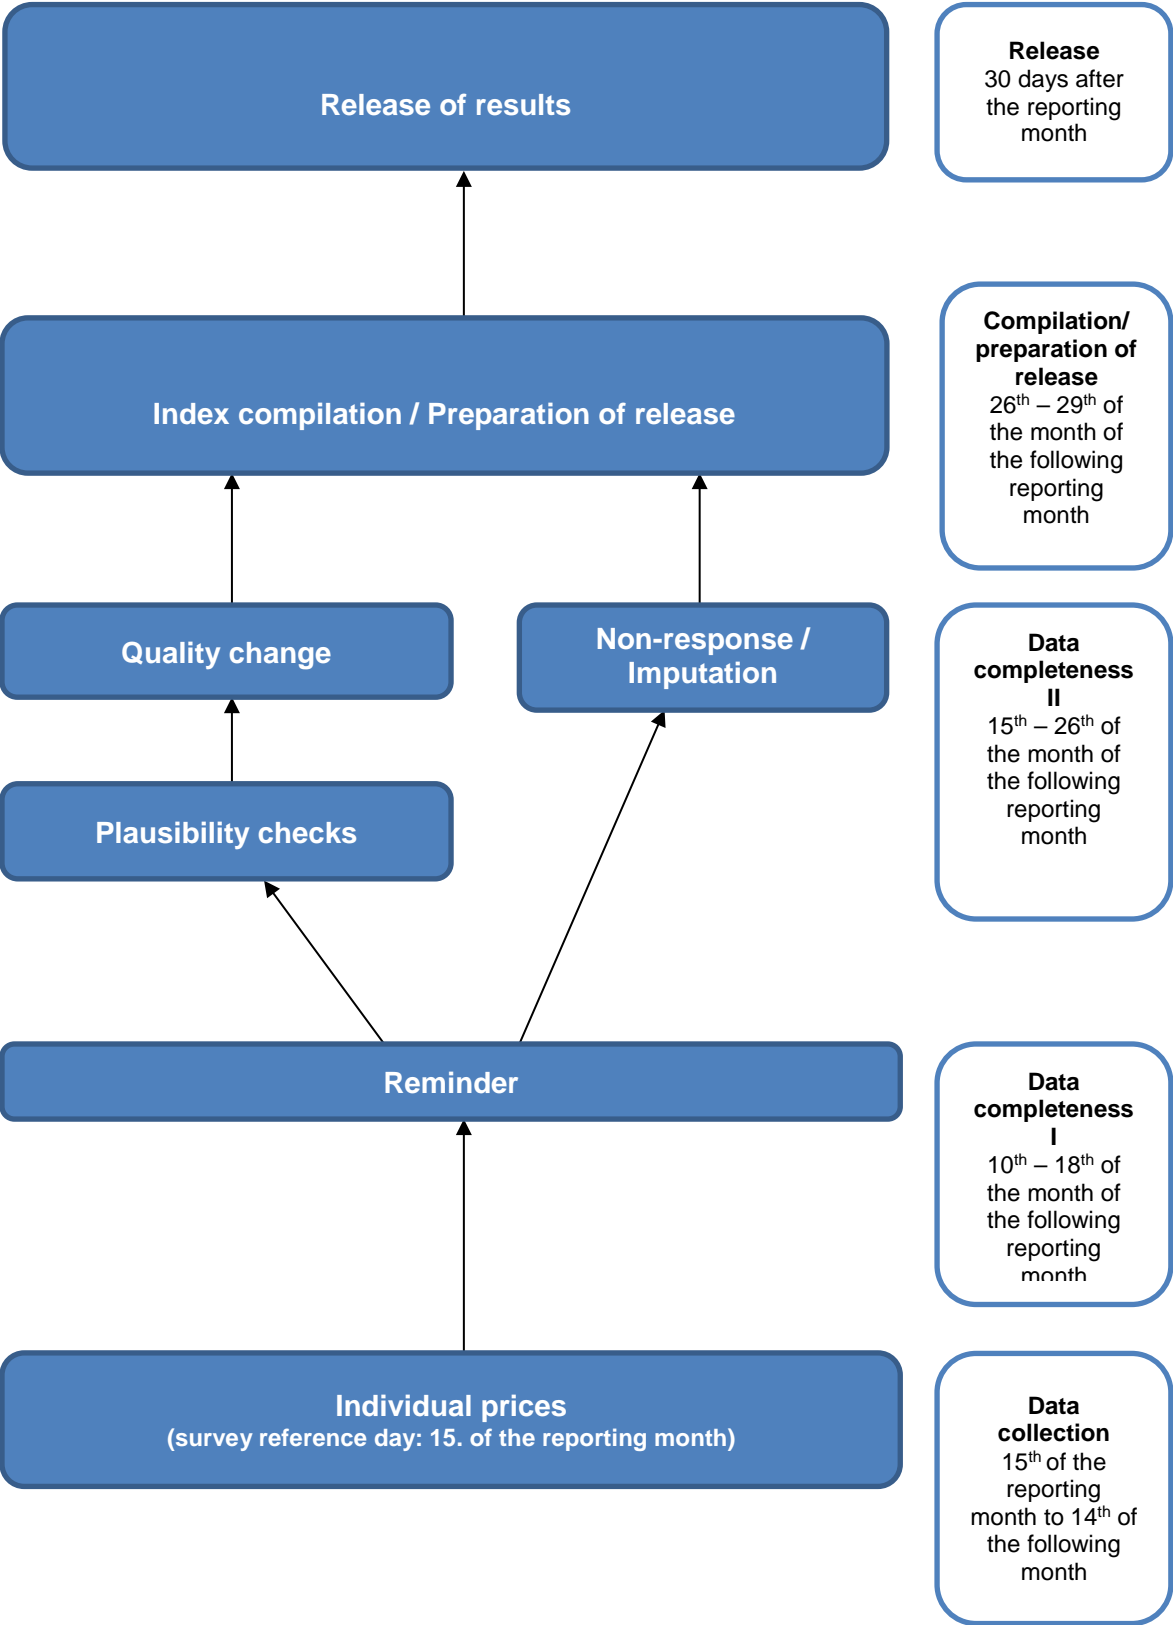 Release of results
Release
30 days after
the reporting
month
Index compilation / Preparation of release
Compilation/
preparation of
release
26th – 29th of
the month of
the following
reporting
month
Quality change
Non-response /
Imputation
Plausibility checks
Data
completeness
II
15th – 26th of
the month of
the following
reporting
month
Reminder
Data
completeness
I
10th – 18th of
the month of
the following
reporting
month
Individual prices
(survey reference day: 15. of the reporting month)
Data
collection
15th of the
reporting
month to 14th of
the following
month